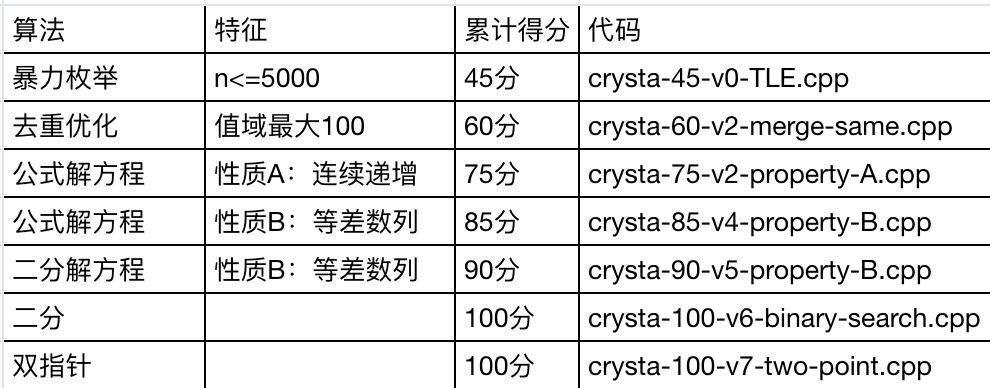 算法 特征 累计得分 代码
暴力枚举 n<=5000 45分 crysta-45-v0-TLE.cpp
去重优化 值域最大100 60分 crysta-60-v2-merge-same.cpp
公式解方程 性质A：连续递增 75分 crysta-75-v2-property-A.cpp
公式解方程 性质B：等差数列 85分 crysta-85-v4-property-B.cpp
二分解方程 性质B：等差数列 90分 crysta-90-v5-property-B.cpp
二分 100分 crysta-100-v6-binary-search.cpp
双指针 100分 crysta-100-v7-two-point.cpp